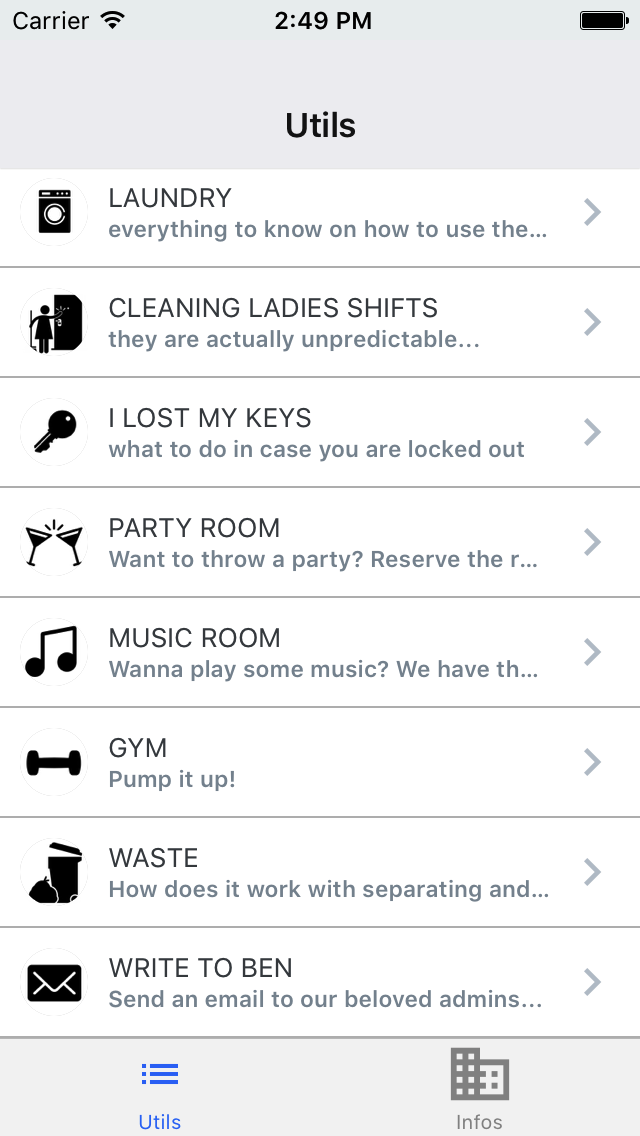 Carrier 2:49 PM
Utils
LAUNDRY
everything to know on how to use the...
CLEANING LADIES SHIFTS
they are actually unpredictable...
I LOST MY KEYS
what to do in case you are locked out
PARTY ROOM
Want to throw a party? Reserve the r...
MUSIC ROOM
Wanna play some music? We have th...
GYM
Pump it up!
WASTE
How does it work with separating and...
WRITE TO BEN
Send an email to our beloved admins...
Utils Infos